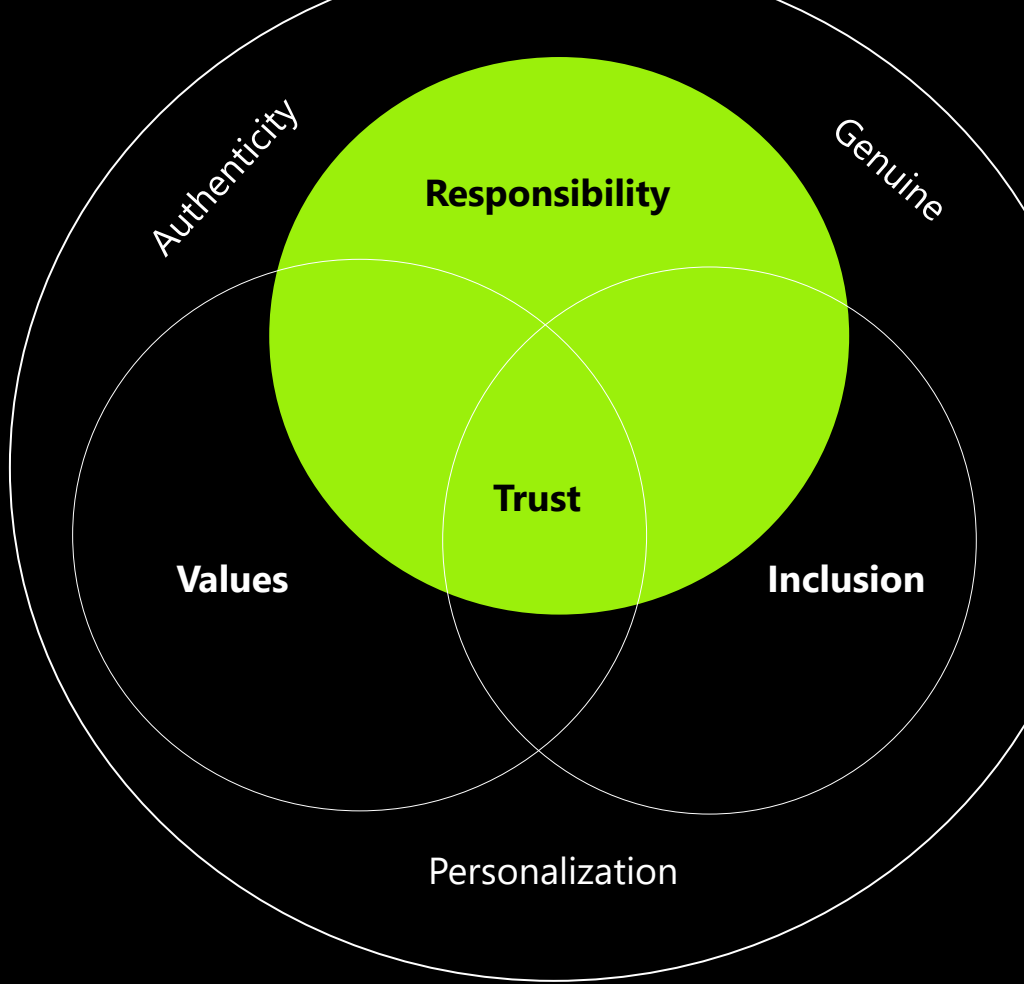 Authenticity
Genuine
Responsibility
Trust
Values
Inclusion
Personalization